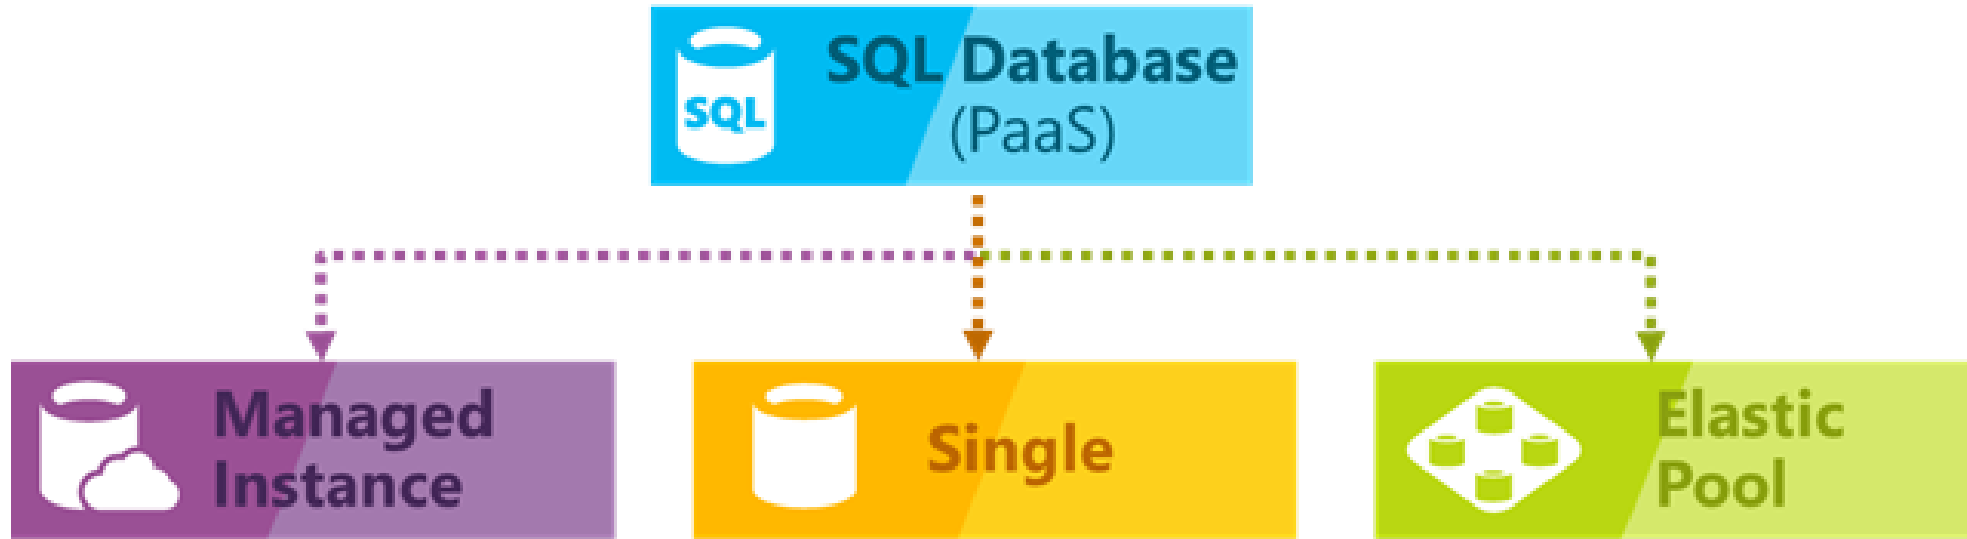 SQL
SQL Database
(PaaS)
Managed
Instance
Single
Elastic
Pool